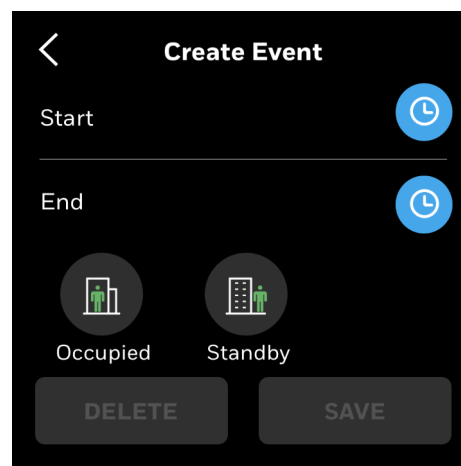 Create Event
Start
End
Occupied Standby
DELETE SAVE